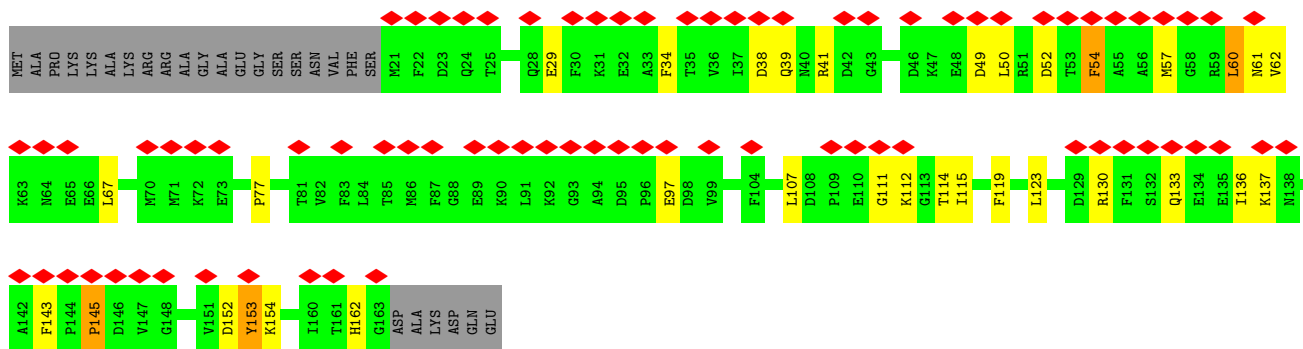 MET ALA PRO LYS LYS ALA LYS ARG ARG ALA GLY ALA GLU GLY SER SER ASN VAL PHE SER M21 F22 D23 Q24 T25 Q28 E29 F30 K31 E32 A33 F34 T35 V36 I37 D38 Q39 N40 R41 D42 G43 D46 K47 E48 D49 L50 R51 D52 T53 F54 A55 A56 M57 G58 R59 L60 N61 V62
K63 N64 E65 E66 L67 M70 M71 K72 E73 P77 T81 V82 F83 L84 T85 M86 F87 G88 E89 K90 L91 K92 G93 A94 D95 P96 E97 D98 V99 F104 L107 D108 P109 E110 G111 K112 G113 T114 I115 F119 L123 D129 R130 F131 S132 Q133 E134 E135 I136 K137 N138
A142 F143 P144 P145 D146 V147 G148 V151 D152 Y153 K154 I160 T161 H162 G163 ASP ALA LYS ASP GLN GLU